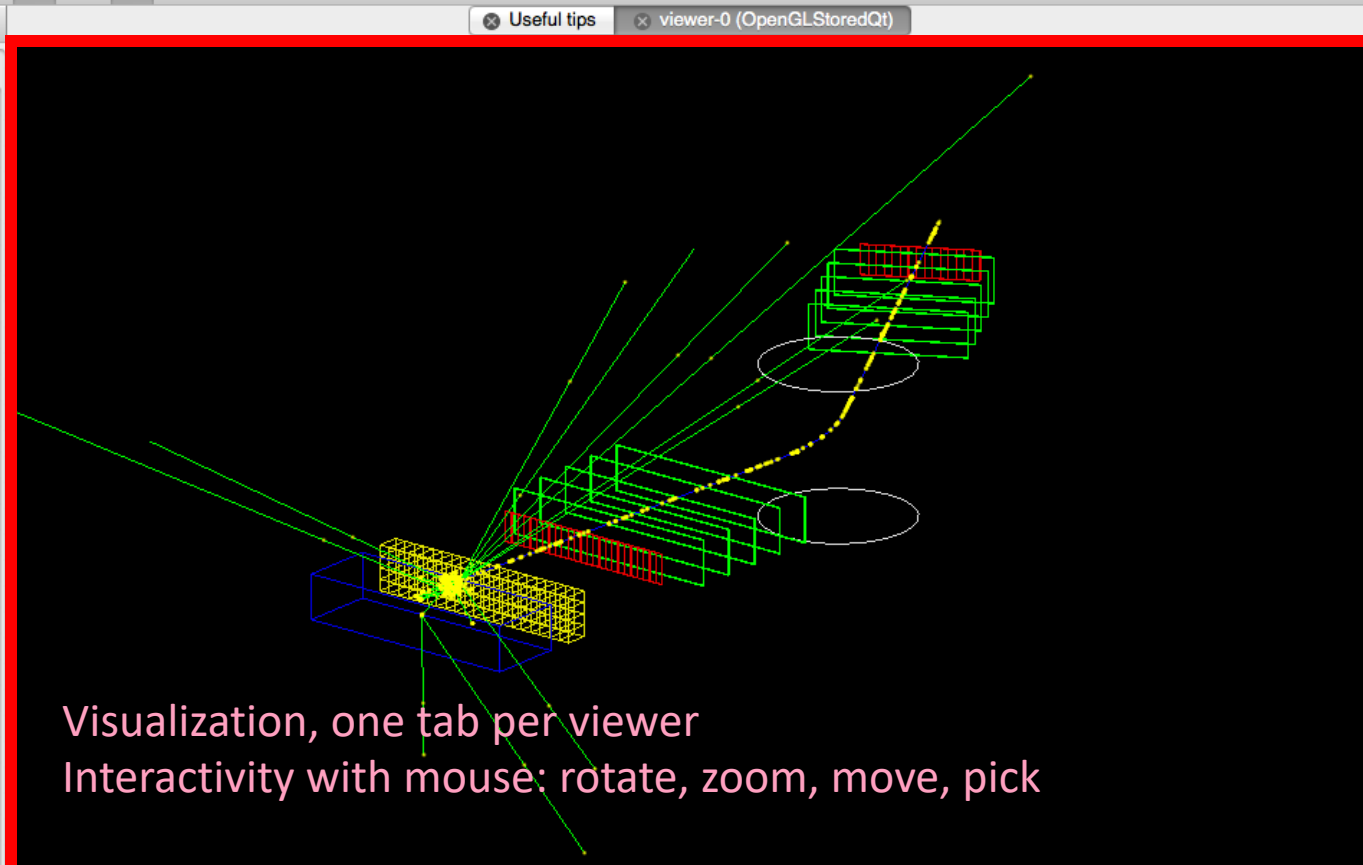 Useful tips
viewer-0 (OpenGLStoredQt)
Visualization, one tab per viewer
Interactivity with mouse: rotate, zoom, move, pick